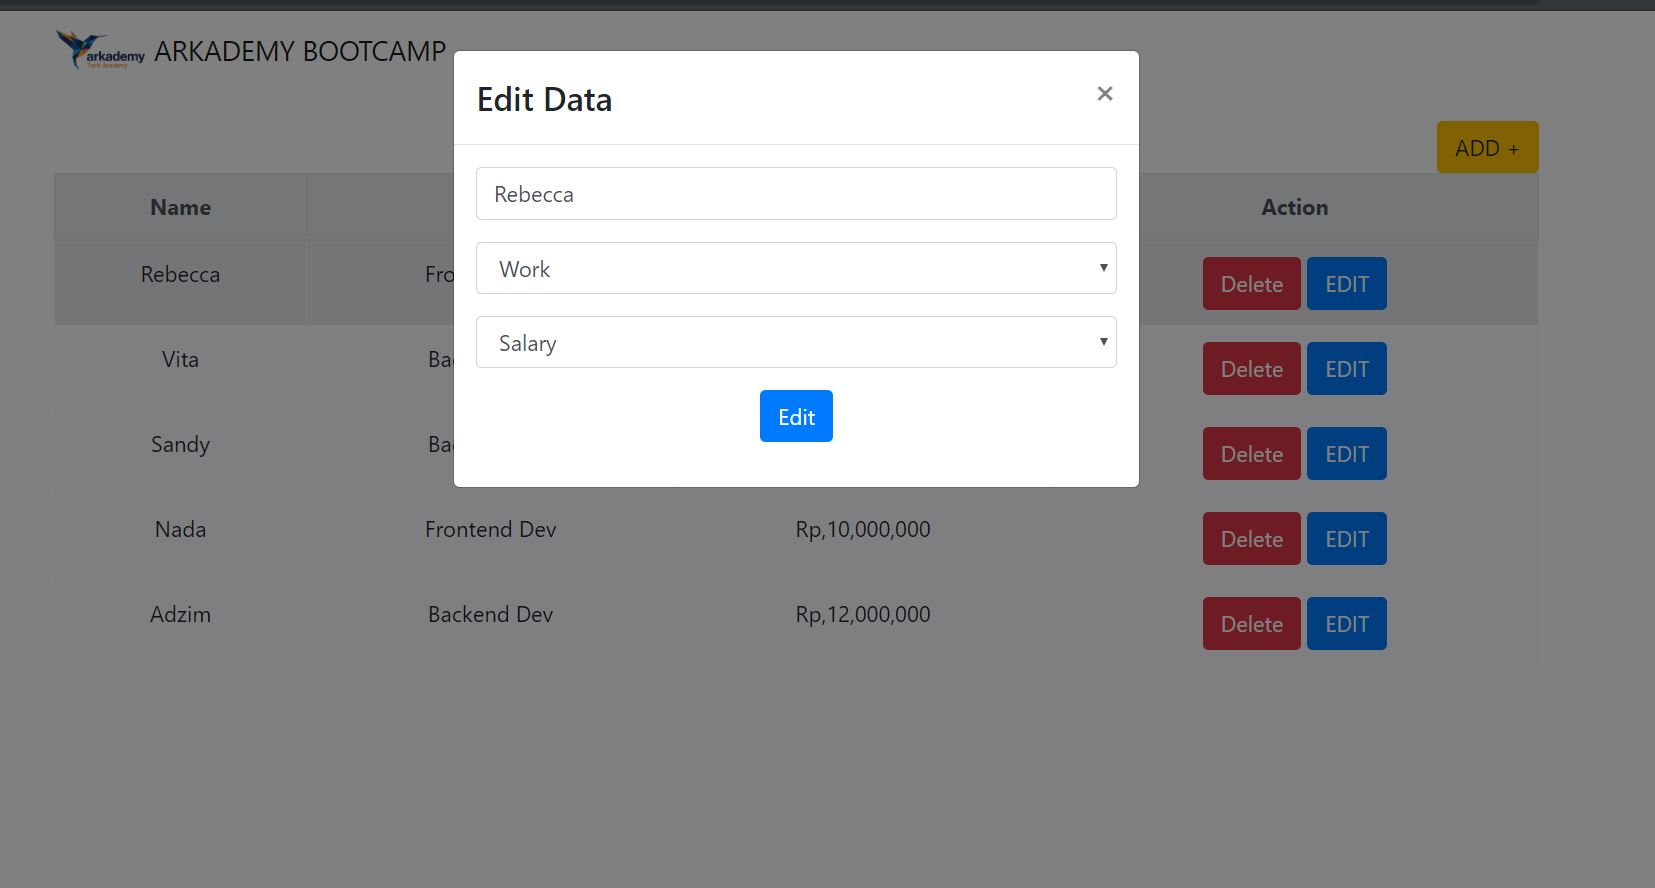 arkademy
Tech Academy
ARKADEMY BOOTCAMP
Edit Data ×
ADD +
Rebecca
Work
Salary
Edit
Name Action
Rebecca Fro Delete EDIT
Vita Ba Delete EDIT
Sandy Ba Delete EDIT
Nada Frontend Dev Rp,10,000,000 Delete EDIT
Adzim Backend Dev Rp,12,000,000 Delete EDIT